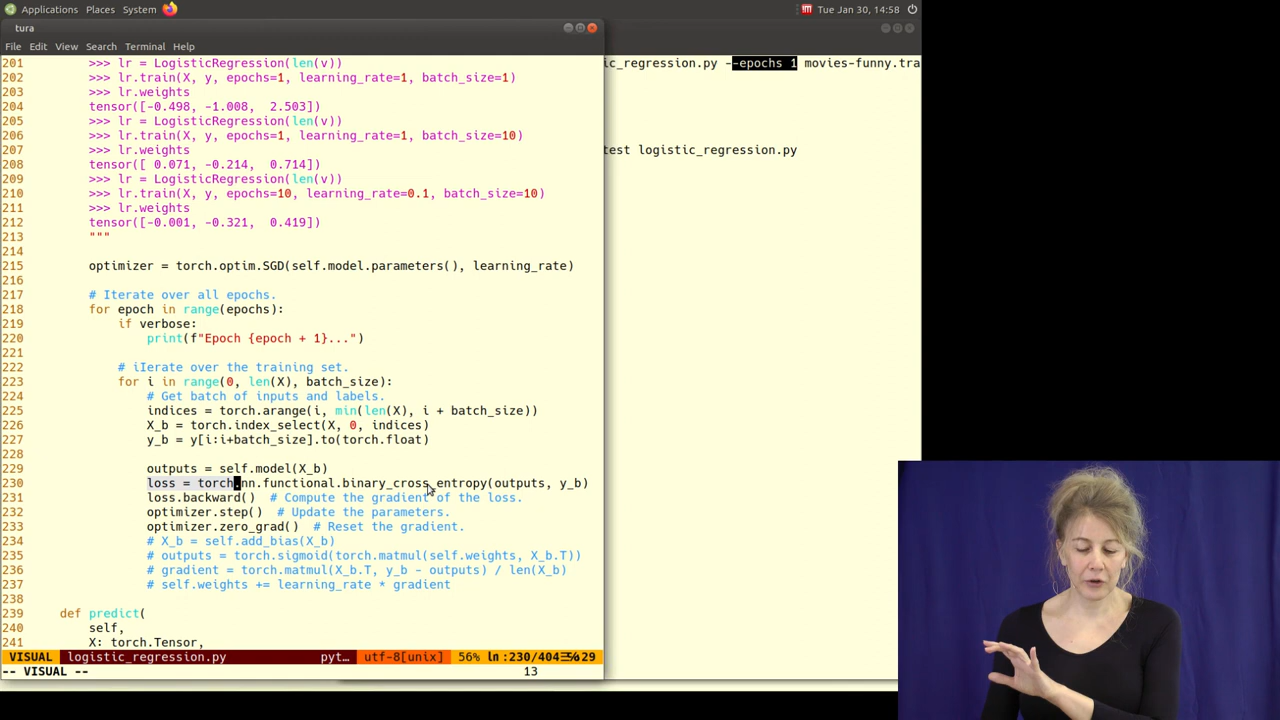 Applications Places System Tue Jan 30, 14:58
tura
File Edit View Search Terminal Help
201 >>> lr = LogisticRegression(len(v))
202 >>> lr.train(X, y, epochs=1, learning_rate=1, batch_size=1)
203 >>> lr.weights
204 tensor([-0.498, -1.008,  2.503])
205 >>> lr = LogisticRegression(len(v))
206 >>> lr.train(X, y, epochs=1, learning_rate=1, batch_size=10)
207 >>> lr.weights
208 tensor([ 0.071, -0.214,  0.714])
209 >>> lr = LogisticRegression(len(v))
210 >>> lr.train(X, y, epochs=10, learning_rate=0.1, batch_size=10)
211 >>> lr.weights
212 tensor([-0.001, -0.321,  0.419])
213 """
214
215 optimizer = torch.optim.SGD(self.model.parameters(), learning_rate)
216
217 # Iterate over all epochs.
218 for epoch in range(epochs):
219 if verbose:
220 print(f"Epoch {epoch + 1}...")
221
222 # iIerate over the training set.
223 for i in range(0, len(X), batch_size):
224 # Get batch of inputs and labels.
225 indices = torch.arange(i, min(len(X), i + batch_size))
226 X_b = torch.index_select(X, 0, indices)
227 y_b = y[i:i+batch_size].to(torch.float)
228
229 outputs = self.model(X_b)
230 loss = torch.nn.functional.binary_cross_entropy(outputs, y_b)
231 loss.backward()  # Compute the gradient of the loss.
232 optimizer.step()  # Update the parameters.
233 optimizer.zero_grad()  # Reset the gradient.
234 # X_b = self.add_bias(X_b)
235 # outputs = torch.sigmoid(torch.matmul(self.weights, X_b.T))
236 # gradient = torch.matmul(X_b.T, y_b - outputs) / len(X_b)
237 # self.weights += learning_rate * gradient
238
239 def predict(
240 self,
241 X: torch.Tensor,
VISUAL logistic_regression.py pyt… utf-8[unix] 56% ln:230/404
-- VISUAL -- 13
ic_regression.py --epochs 1 movies-funny.tra
test logistic_regression.py